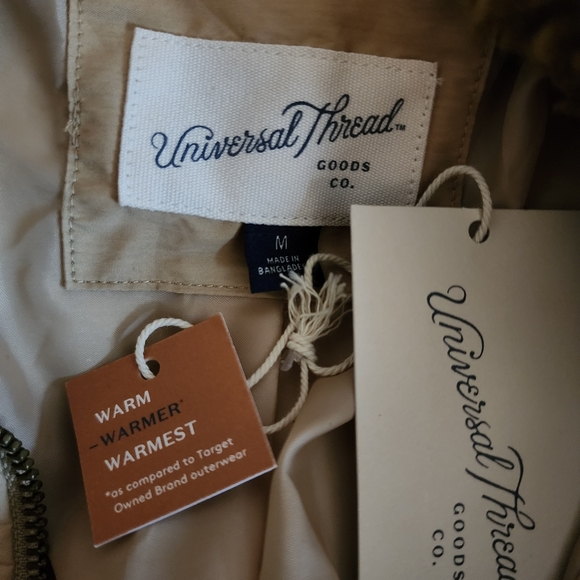 Universal Thread™
GOODS
CO.
M
MADE IN
BANGLADESH
WARM
–WARMER*
WARMEST
*as compared to Target
Owned Brand outerwear
Universal Thread
GOODS
CO.